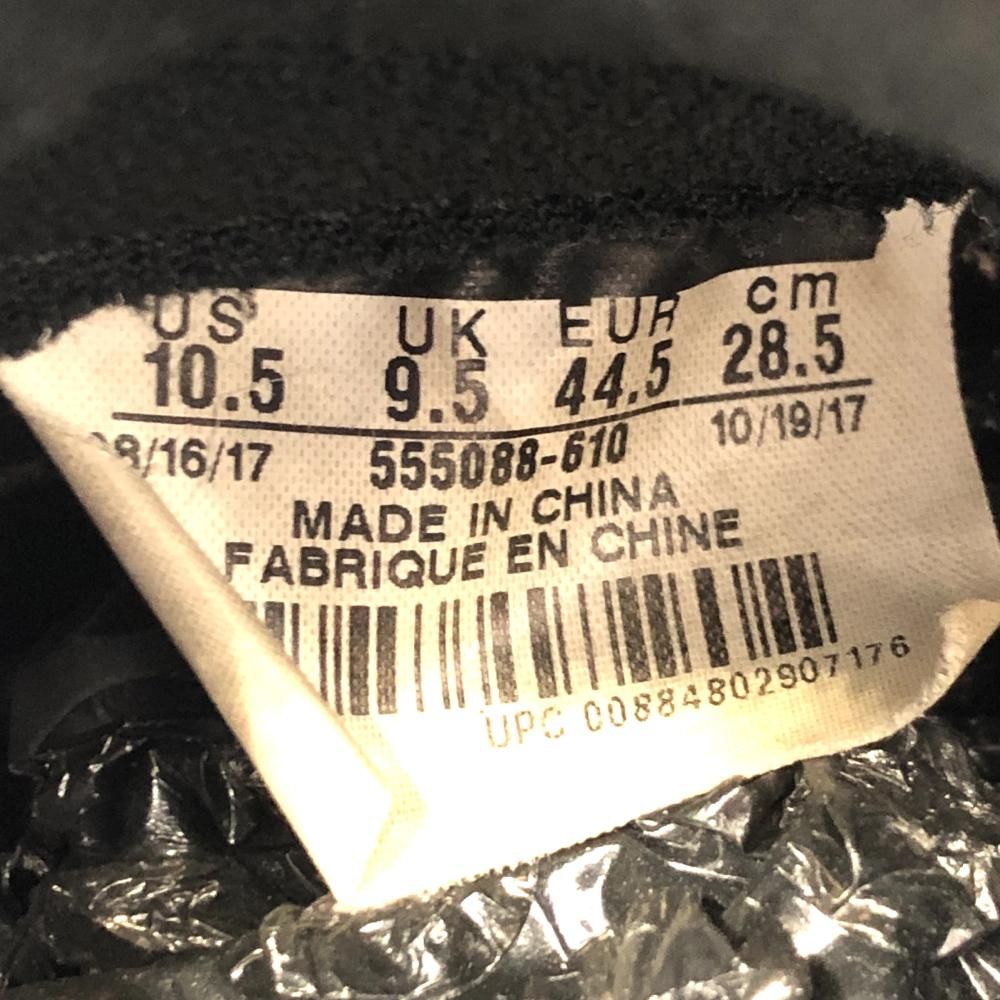 US UK EUR cm
10.5 9.5 44.5 28.5
8/16/17 555088-610 10/19/17
MADE IN CHINA
FABRIQUE EN CHINE
UPC 00884802907176